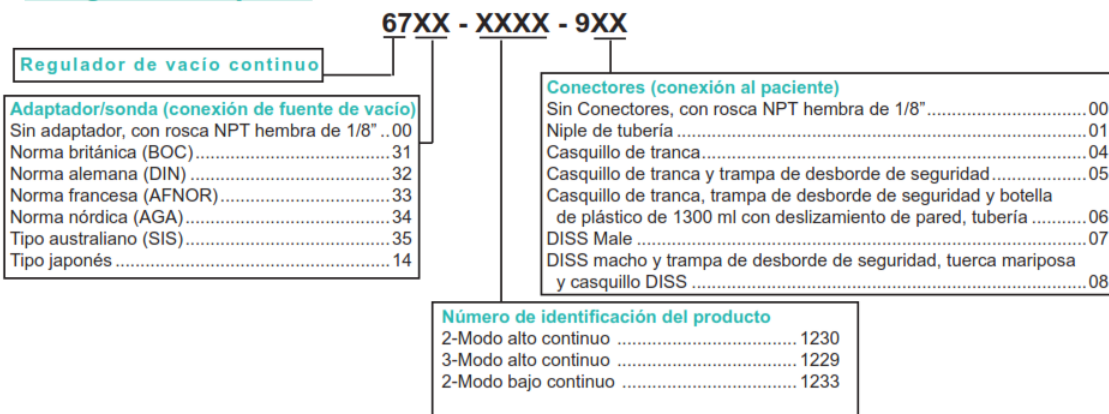 67XX - XXXX - 9XX
Regulador de vacío continuo
Adaptador/sonda (conexión de fuente de vacío)
Sin adaptador, con rosca NPT hembra de 1/8” ..00
Norma británica (BOC)....................................31
Norma alemana (DIN) ....................................32
Norma francesa (AFNOR)...............................33
Norma nórdica (AGA).....................................34
Tipo australiano (SIS).....................................35
Tipo japonés ..................................................14
Conectores (conexión al paciente)
Sin Conectores, con rosca NPT hembra de 1/8”.............................00
Niple de tubería ..........................................................................01
Casquillo de tranca......................................................................04
Casquillo de tranca y trampa de desborde de seguridad.................05
Casquillo de tranca, trampa de desborde de seguridad y botella
de plástico de 1300 ml con deslizamiento de pared, tubería ..........06
DISS Male ..................................................................................07
DISS macho y trampa de desborde de seguridad, tuerca mariposa
y casquillo DISS ........................................................................08
Número de identificación del producto
2-Modo alto continuo .................................. 1230
3-Modo alto continuo .................................. 1229
2-Modo bajo continuo ................................. 1233